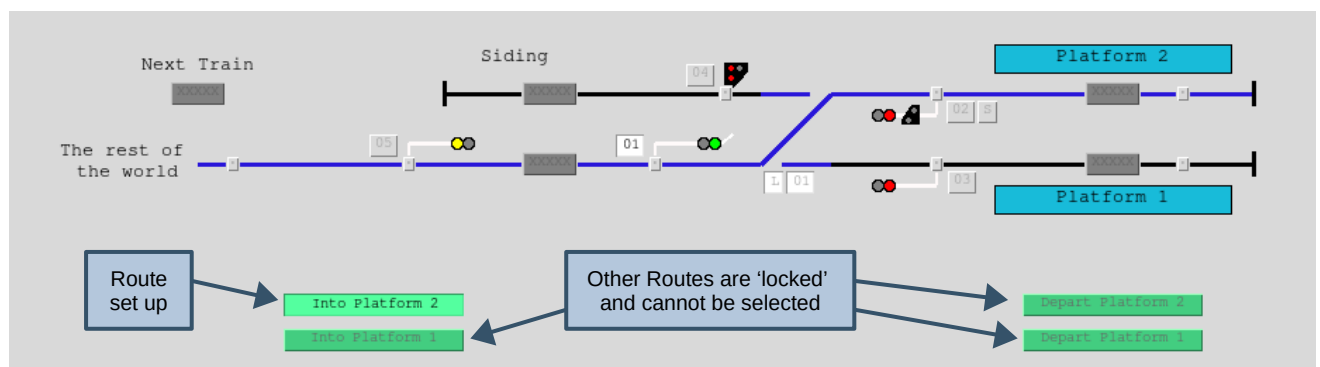 Siding
Platform 2
Next Train
04
XXXXX
XXXXX
XXXXX
02
S
05
01
The rest of
the world
XXXXX
XXXXX
L
01
03
Platform 1
Route
set up
Other Routes are ‘locked’
and cannot be selected
Into Platform 2
Depart Platform 2
Into Platform 1
Depart Platform 1